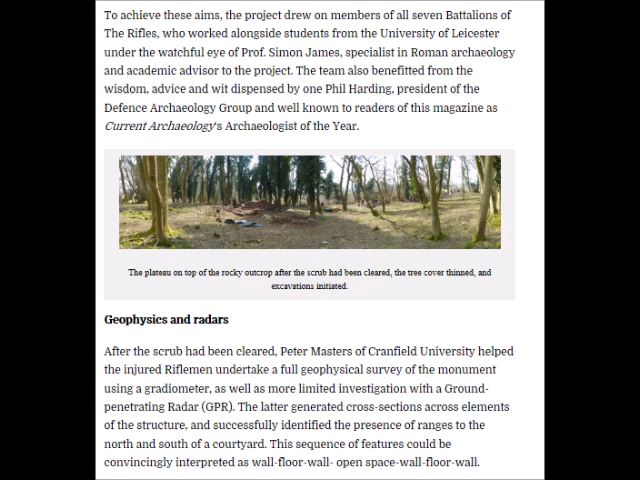 To achieve these aims, the project drew on members of all seven Battalions of
The Rifles, who worked alongside students from the University of Leicester
under the watchful eye of Prof. Simon James, specialist in Roman archaeology
and academic advisor to the project. The team also benefitted from the
wisdom, advice and wit dispensed by one Phil Harding, president of the
Defence Archaeology Group and well known to readers of this magazine as
Current Archaeology's Archaeologist of the Year.
The plateau on top of the rocky outcrop after the scrub had been cleared, the tree cover thinned, and
excavations initiated.
Geophysics and radars
After the scrub had been cleared, Peter Masters of Cranfield University helped
the injured Riflemen undertake a full geophysical survey of the monument
using a gradiometer, as well as more limited investigation with a Ground-
penetrating Radar (GPR). The latter generated cross-sections across elements
of the structure, and successfully identified the presence of ranges to the
north and south of a courtyard. This sequence of features could be
convincingly interpreted as wall-floor-wall- open space-wall-floor-wall.